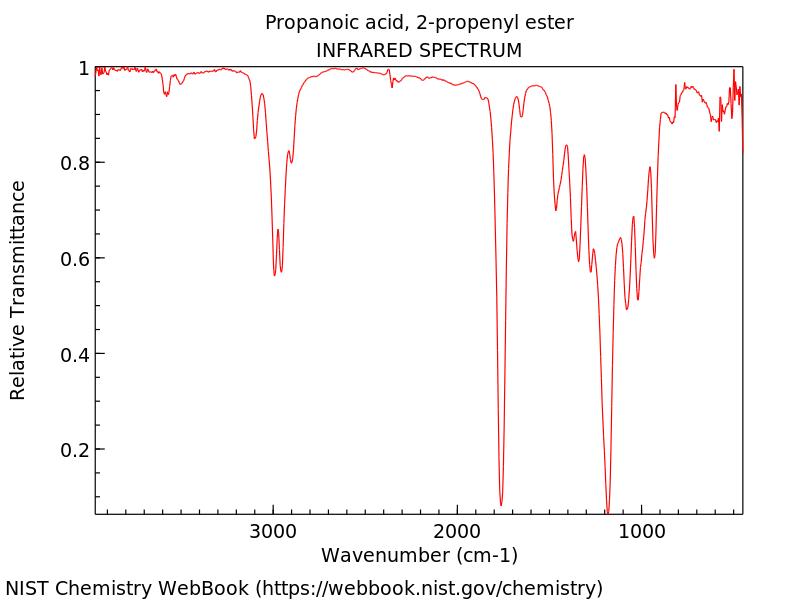 Propanoic acid, 2-propenyl ester
INFRARED SPECTRUM
1
0.8
0.6
0.4
0.2
Relative Transmittance
3000 2000 1000
Wavenumber (cm-1)
NIST Chemistry WebBook (https://webbook.nist.gov/chemistry)